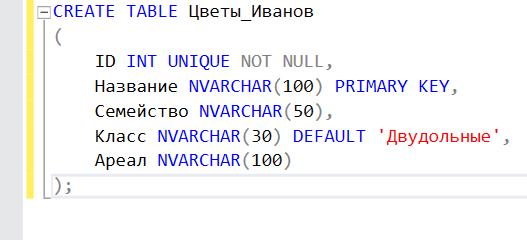 CREATE TABLE Цветы_Иванов
(
ID INT UNIQUE NOT NULL,
Название NVARCHAR(100) PRIMARY KEY,
Семейство NVARCHAR(50),
Класс NVARCHAR(30) DEFAULT 'Двудольные',
Ареал NVARCHAR(100)
);